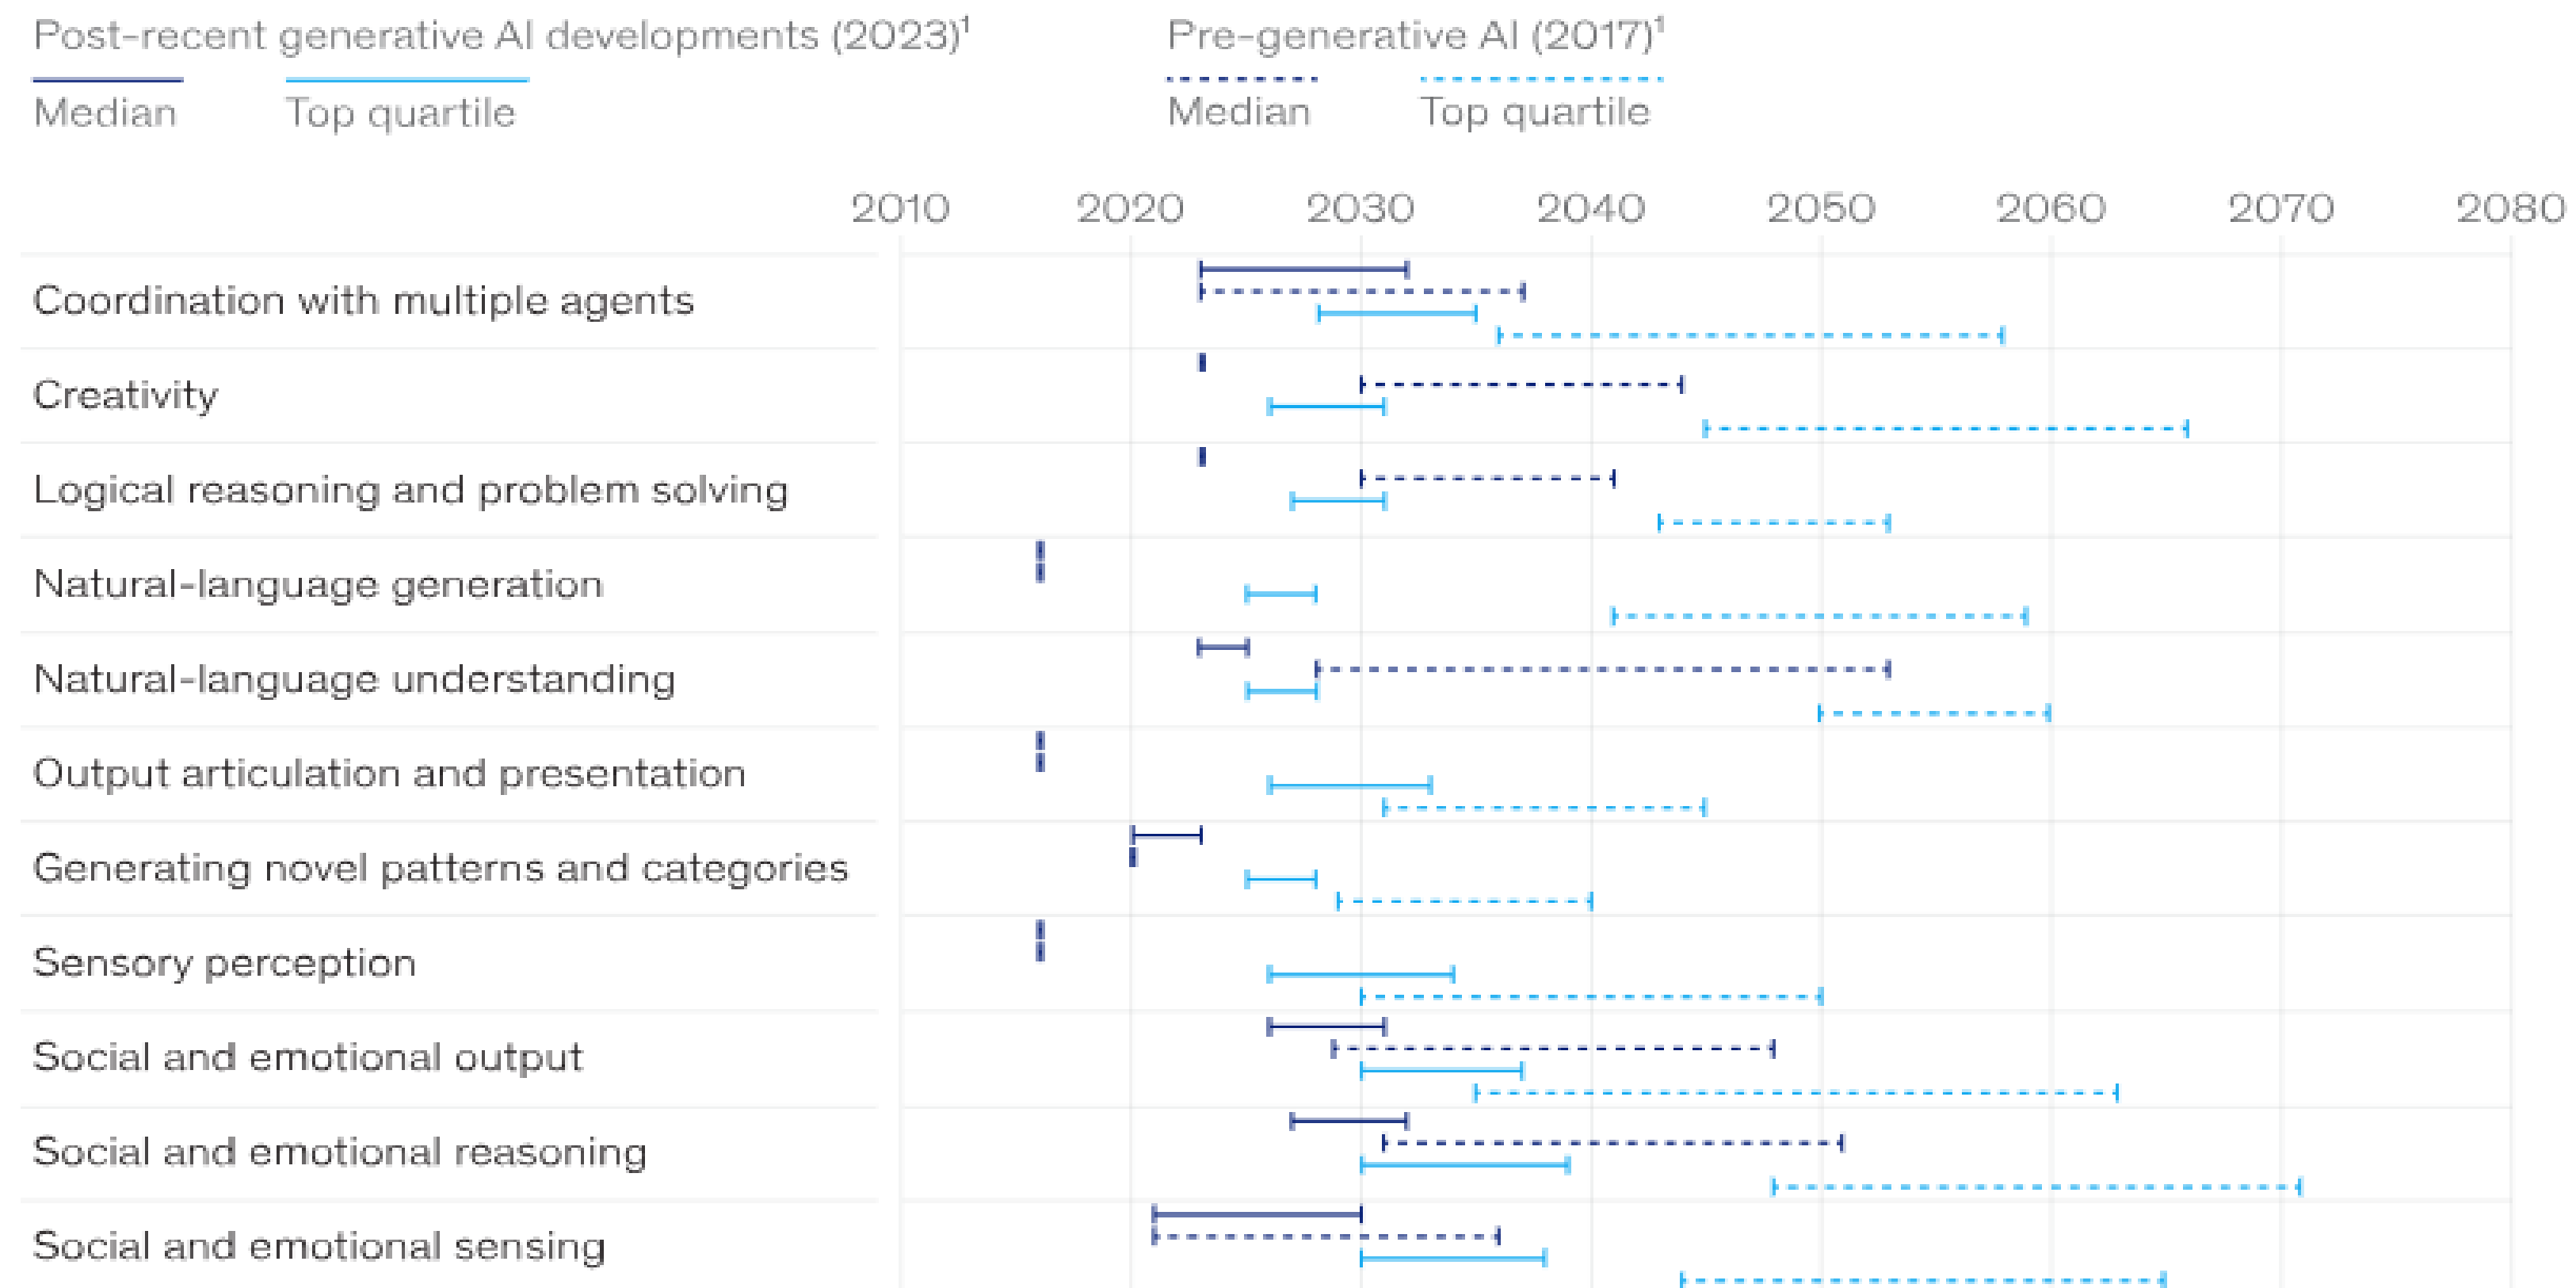 Post-recent generative AI developments (2023)¹ Pre-generative AI (2017)¹
Median Top quartile Median Top quartile
2010 2020 2030 2040 2050 2060 2070 2080
Coordination with multiple agents
Creativity
Logical reasoning and problem solving
Natural-language generation
Natural-language understanding
Output articulation and presentation
Generating novel patterns and categories
Sensory perception
Social and emotional output
Social and emotional reasoning
Social and emotional sensing